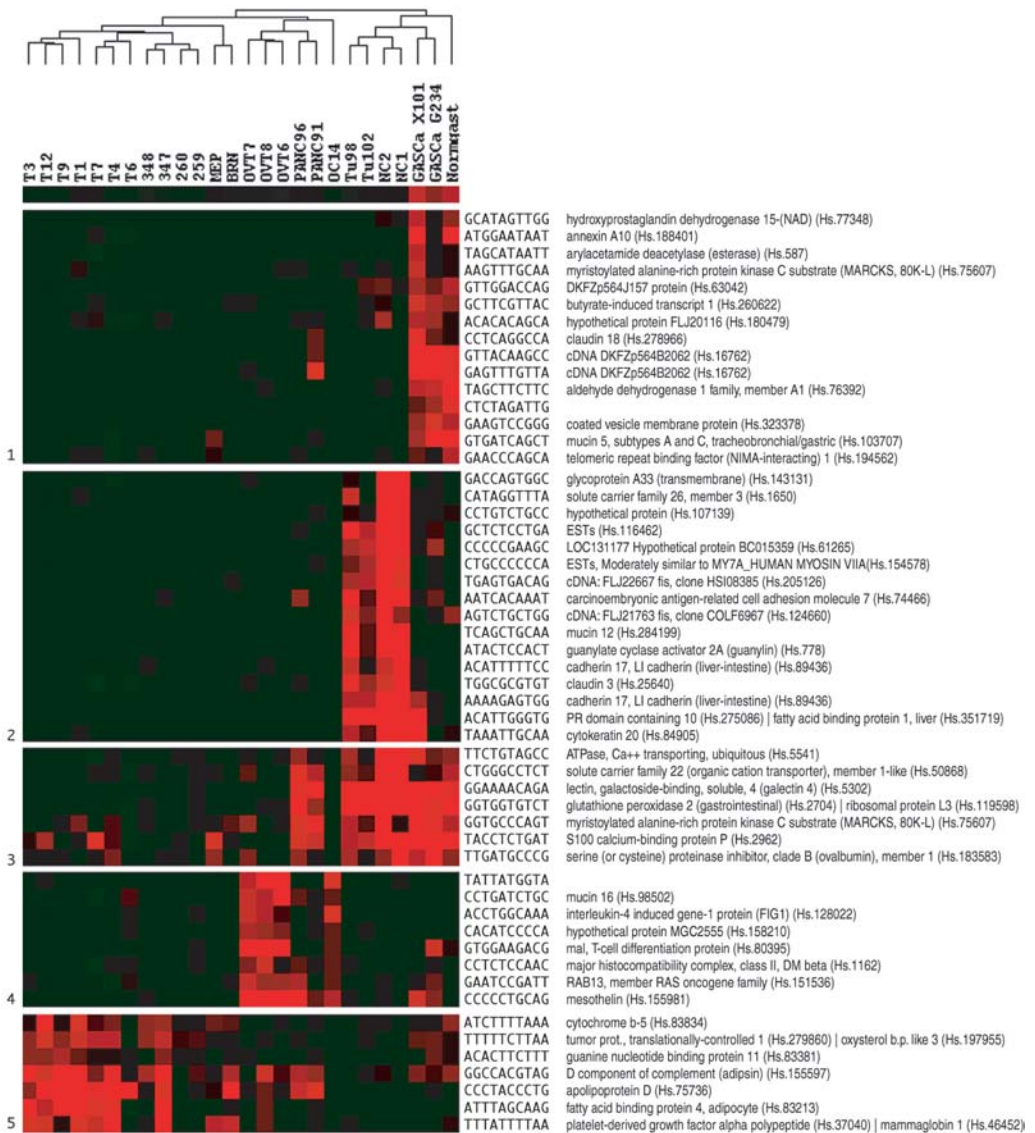 T3
T12
T9
T1
T7
T4
T6
348
347
260
259
MEP
BRN
OVT7
OVT8
OVT6
PANC96
PANC91
OC14
Tu98
Tu102
NC2
NC1
GASCa X101
GASCa G234
Normgast
GCATAGTTGG hydroxyprostaglandin dehydrogenase 15-(NAD) (Hs.77348)
ATGGAATAAT annexin A10 (Hs.188401)
TAGCATAATT arylacetamide deacetylase (esterase) (Hs.587)
AAGTTTGCAA myristoylated alanine-rich protein kinase C substrate (MARCKS, 80K-L) (Hs.75607)
GTTGGACCAG DKFZp564J157 protein (Hs.63042)
GCTTCGTTAC butyrate-induced transcript 1 (Hs.260622)
ACACACAGCA hypothetical protein FLJ20116 (Hs.180479)
CCTCAGGCCA claudin 18 (Hs.278966)
GTTACAAGCC cDNA DKFZp564B2062 (Hs.16762)
GAGTTTGTTA cDNA DKFZp564B2062 (Hs.16762)
TAGCTTCTTC aldehyde dehydrogenase 1 family, member A1 (Hs.76392)
CTCTAGATTG
GAAGTCCGGG coated vesicle membrane protein (Hs.323378)
GTGATCAGCT mucin 5, subtypes A and C, tracheobronchial/gastric (Hs.103707)
1 GAACCCAGCA telomeric repeat binding factor (NIMA-interacting) 1 (Hs.194562)
GACCAGTGGC glycoprotein A33 (transmembrane) (Hs.143131)
CATAGGTTTA solute carrier family 26, member 3 (Hs.1650)
CCTGTCTGCC hypothetical protein (Hs.107139)
GCTCTCCTGA ESTs (Hs.116462)
CCCCCGAAGC LOC131177 Hypothetical protein BC015359 (Hs.61265)
CTGCCCCCCA ESTs, Moderately similar to MY7A_HUMAN MYOSIN VIIA(Hs.154578)
TGAGTGACAG cDNA: FLJ22667 fis, clone HSI08385 (Hs.205126)
AATCACAAAT carcinoembryonic antigen-related cell adhesion molecule 7 (Hs.74466)
AGTCTGCTGG cDNA: FLJ21763 fis, clone COLF6967 (Hs.124660)
TCAGCTGCAA mucin 12 (Hs.284199)
ATACTCCACT guanylate cyclase activator 2A (guanylin) (Hs.778)
ACATTTTTCC cadherin 17, LI cadherin (liver-intestine) (Hs.89436)
TGGCGCGTGT claudin 3 (Hs.25640)
AAAAGAGTGG cadherin 17, LI cadherin (liver-intestine) (Hs.89436)
ACATTGGGTG PR domain containing 10 (Hs.275086) | fatty acid binding protein 1, liver (Hs.351719)
2 TAAATTGCAA cytokeratin 20 (Hs.84905)
TTCTGTAGCC ATPase, Ca++ transporting, ubiquitous (Hs.5541)
CTGGGCCTCT solute carrier family 22 (organic cation transporter), member 1-like (Hs.50868)
GGAAAACAGA lectin, galactoside-binding, soluble, 4 (galectin 4) (Hs.5302)
GGTGGTGTCT glutathione peroxidase 2 (gastrointestinal) (Hs.2704) | ribosomal protein L3 (Hs.119598)
GGTGCCCAGT myristoylated alanine-rich protein kinase C substrate (MARCKS, 80K-L) (Hs.75607)
TACCTCTGAT S100 calcium-binding protein P (Hs.2962)
3 TTGATGCCCG serine (or cysteine) proteinase inhibitor, clade B (ovalbumin), member 1 (Hs.183583)
TATTATGGTA
CCTGATCTGC mucin 16 (Hs.98502)
ACCTGGCAAA interleukin-4 induced gene-1 protein (FIG1) (Hs.128022)
CACATCCCCA hypothetical protein MGC2555 (Hs.158210)
GTGGAAGACG mal, T-cell differentiation protein (Hs.80395)
CCTCTCCAAC major histocompatibility complex, class II, DM beta (Hs.1162)
GAATCCGATT RAB13, member RAS oncogene family (Hs.151536)
4 CCCCCTGCAG mesothelin (Hs.155981)
ATCTTTTAAA cytochrome b-5 (Hs.83834)
TTTTTCTTAA tumor prot., translationally-controlled 1 (Hs.279860) | oxysterol b.p. like 3 (Hs.197955)
ACACTTCTTT guanine nucleotide binding protein 11 (Hs.83381)
GGCCACGTAG D component of complement (adipsin) (Hs.155597)
CCCTACCCTG apolipoprotein D (Hs.75736)
ATTTAGCAAG fatty acid binding protein 4, adipocyte (Hs.83213)
5 TTTATTTTAA platelet-derived growth factor alpha polypeptide (Hs.37040) | mammaglobin 1 (Hs.46452)